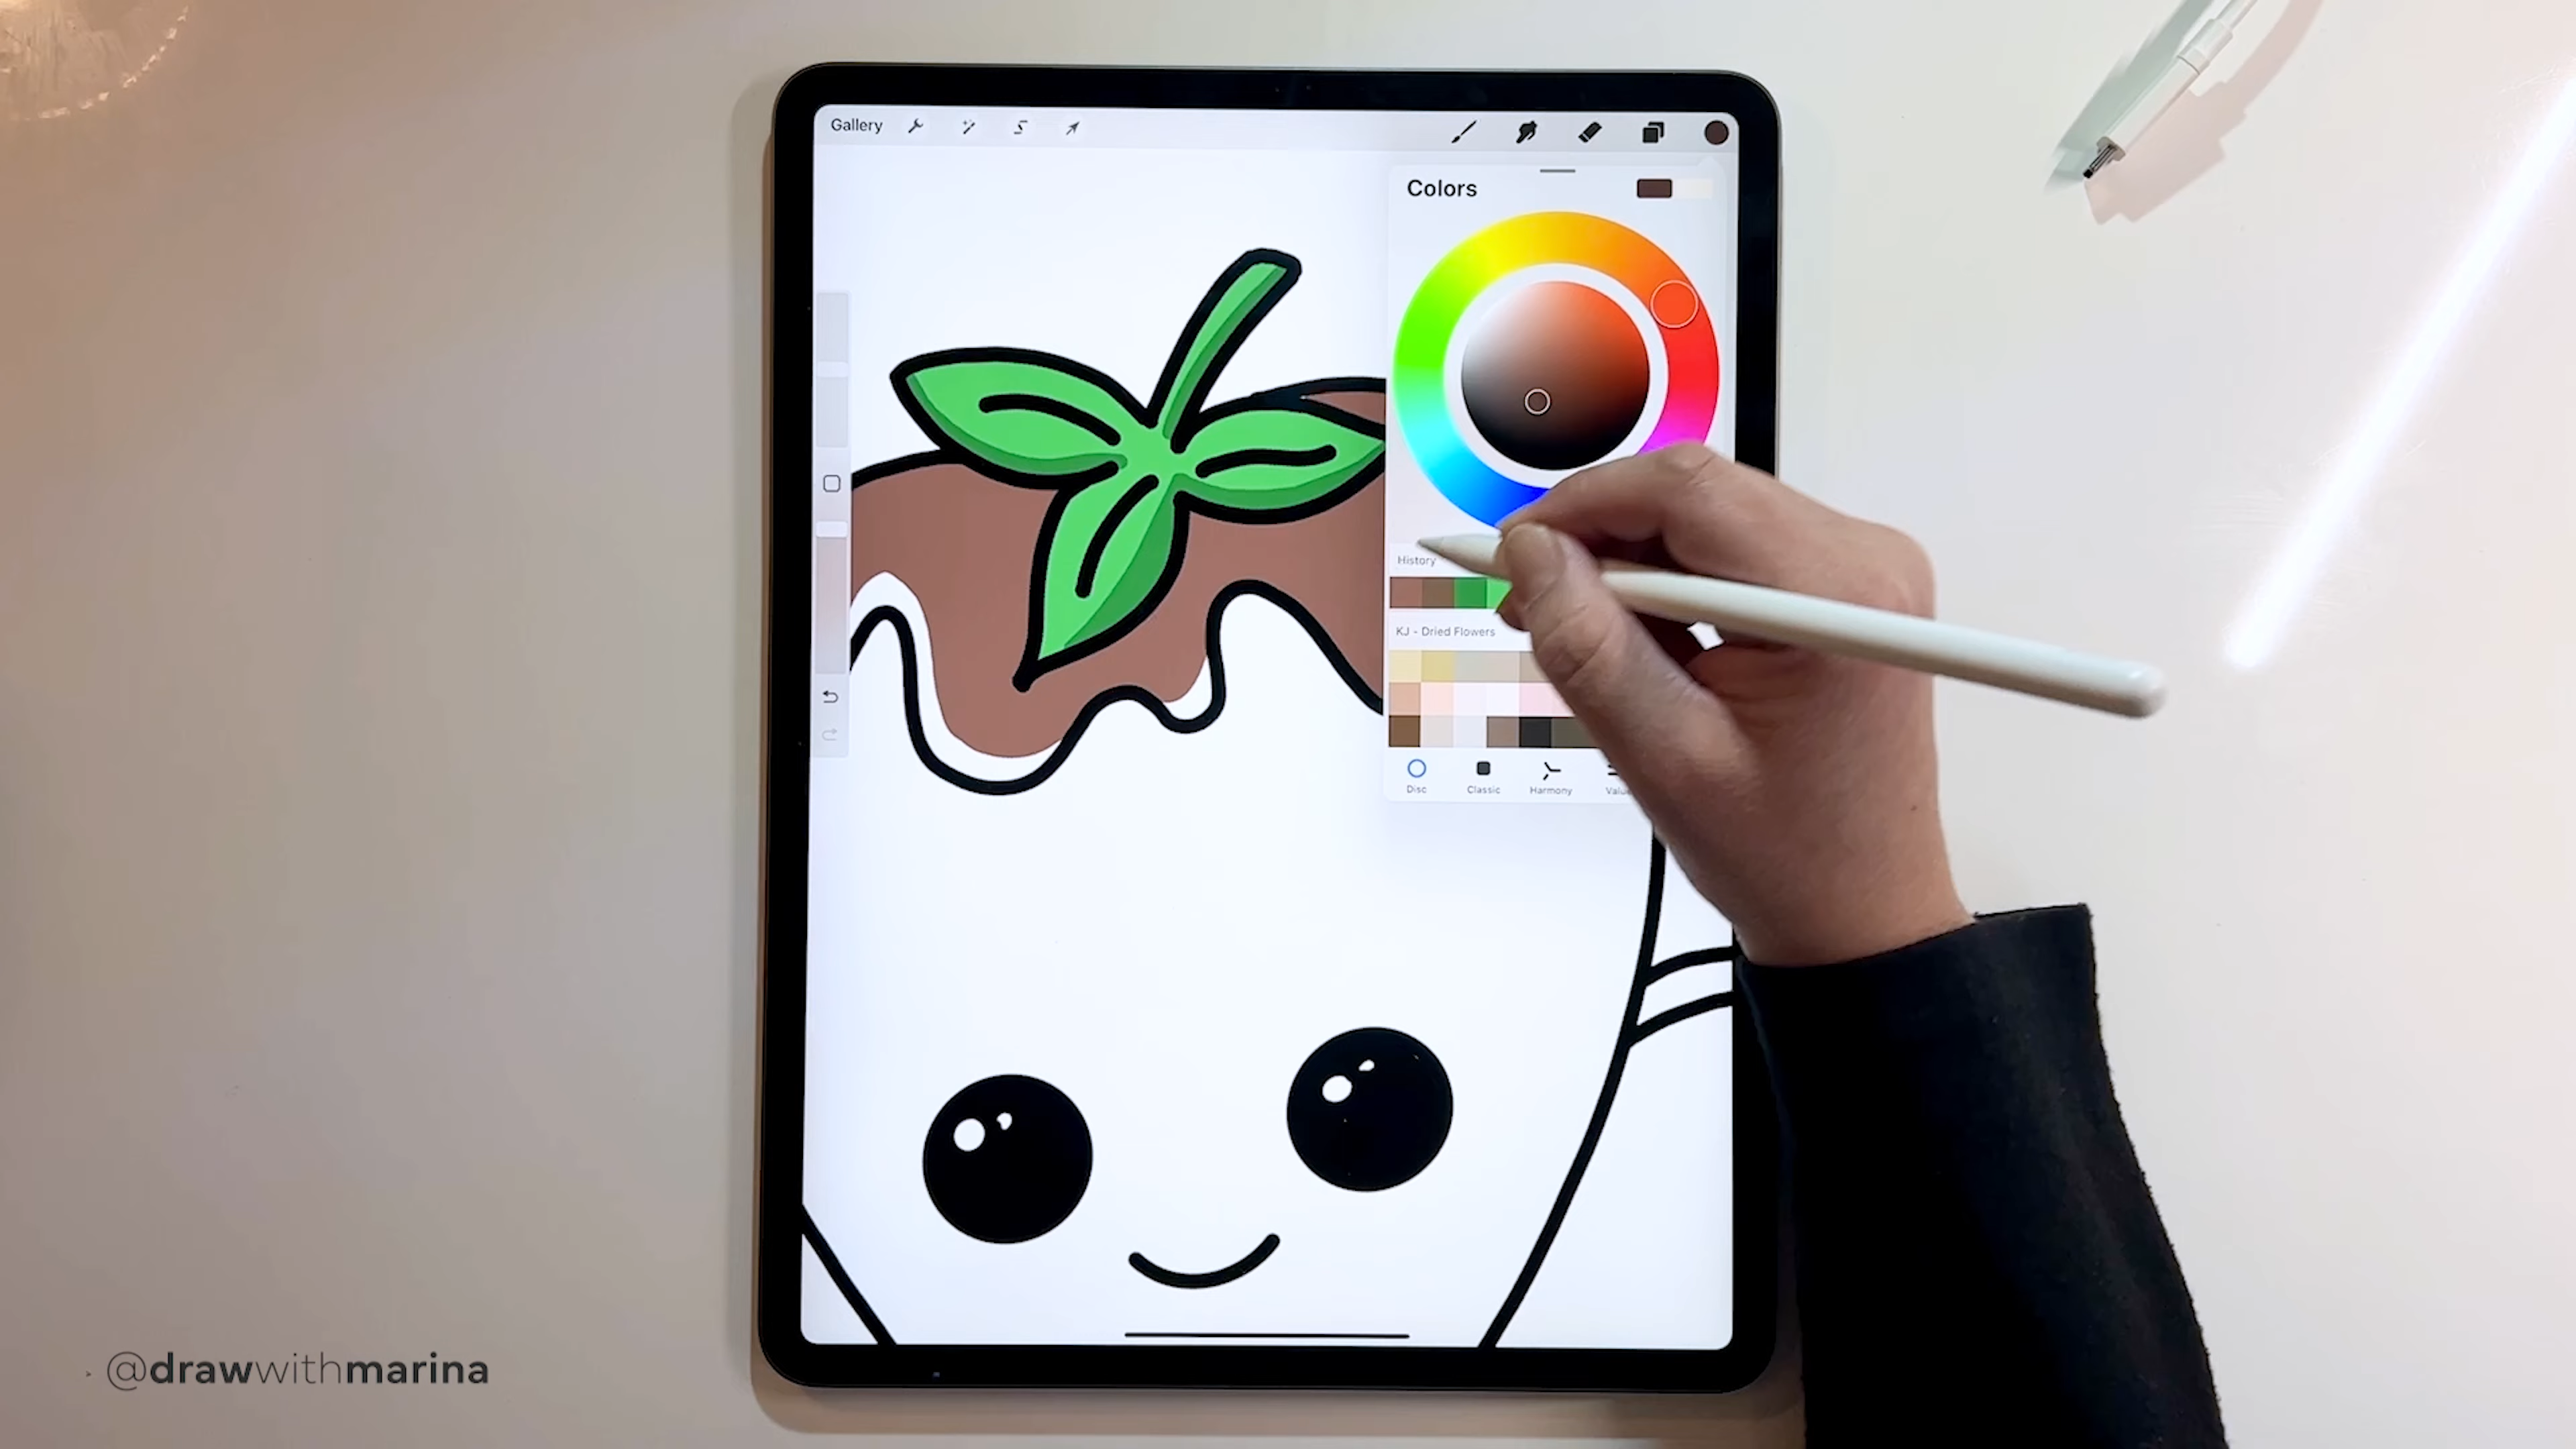 Gallery
Colors
History
KJ - Dried Flowers
Disc
Classic
Harmony
@drawwithmarina